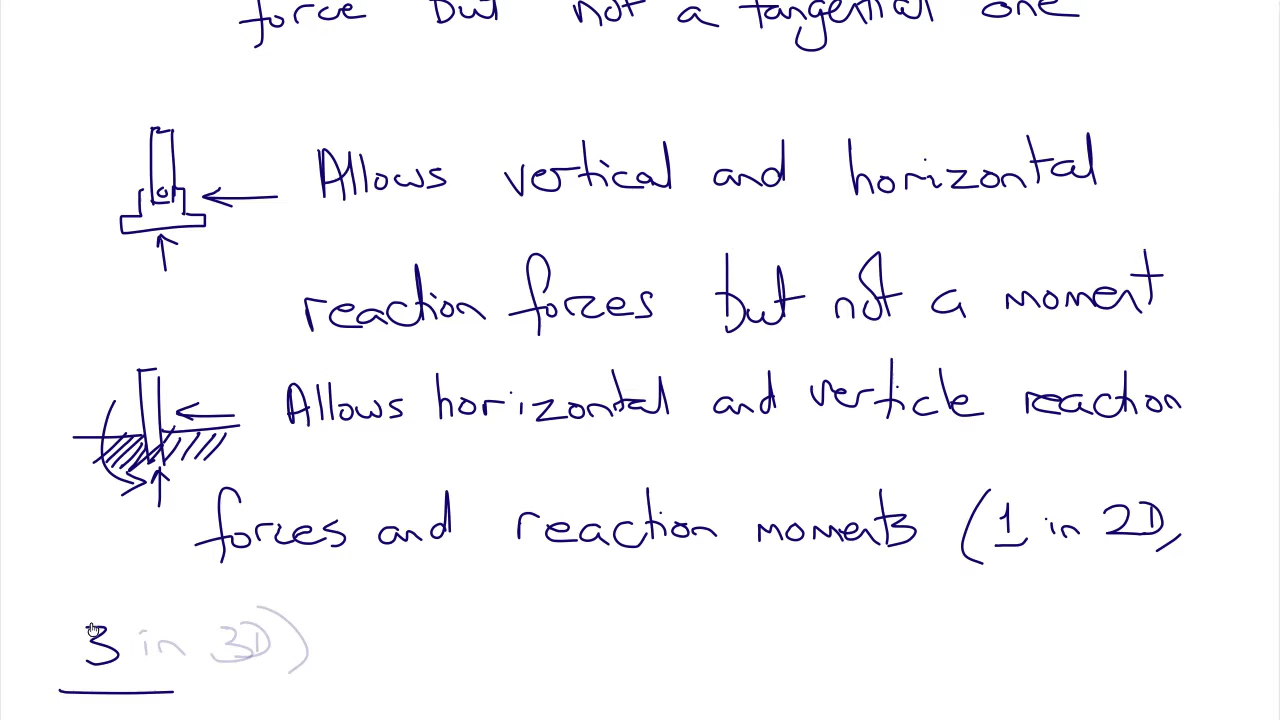 force but not a tangential one
Allows vertical and horizontal
reaction forces but not a moment
Allows horizontal and verticle reaction
forces and reaction moments (1 in 2D,
3 in 3D)